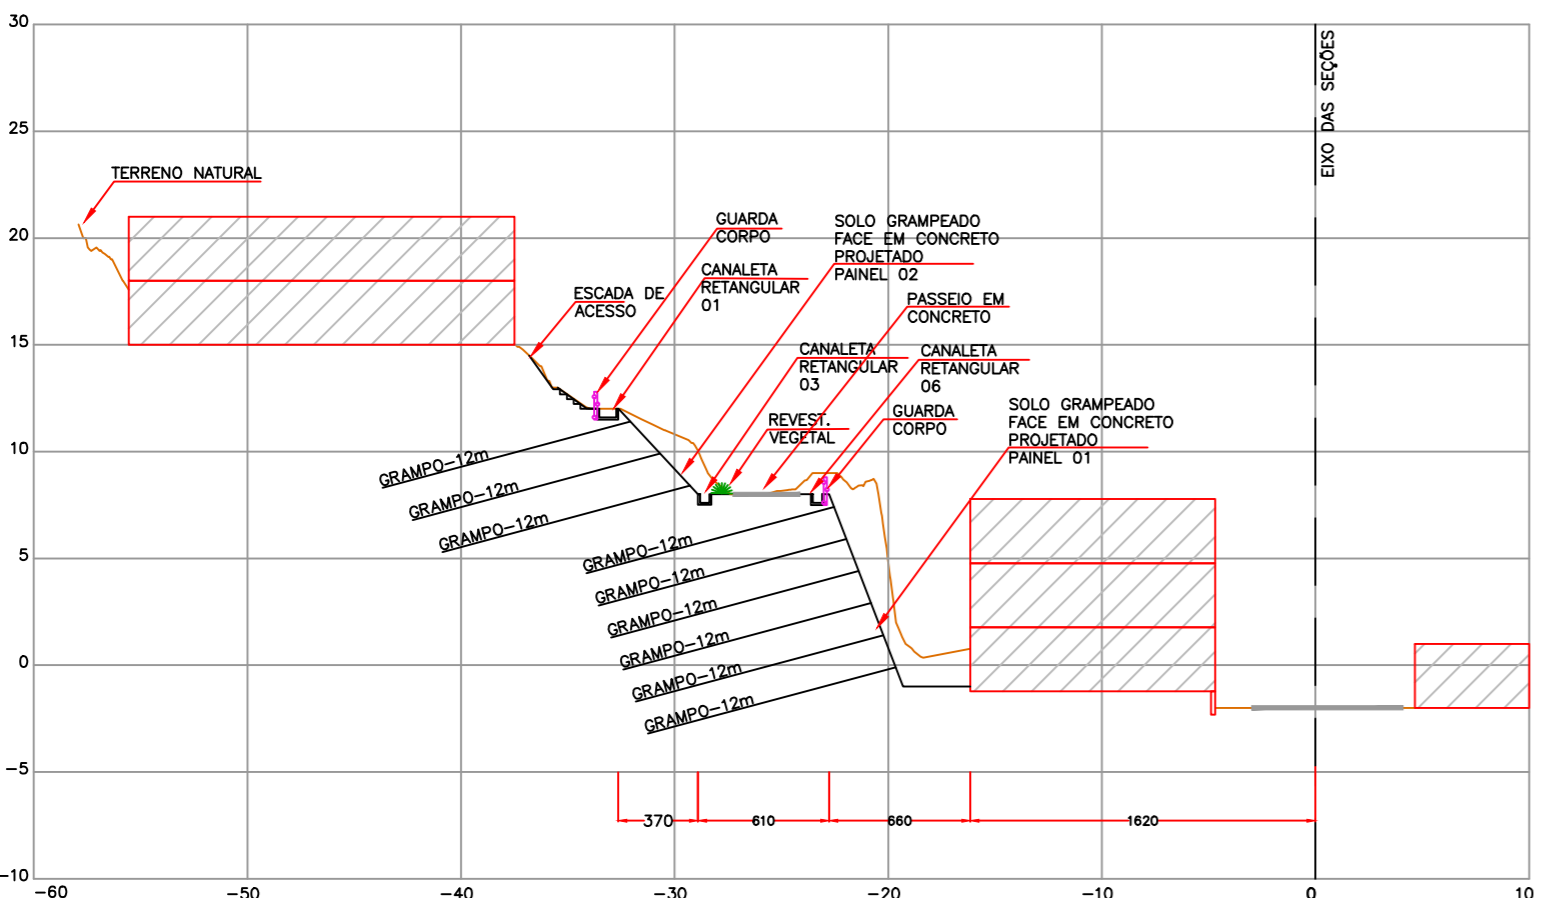 30
25
20
15
10
5
0
-5
-10
-60
-50
-40
-30
-20
-10
0
10
EIXO DAS SEÇÕES
TERRENO NATURAL
ESCADA DE
ACESSO
GUARDA
CORPO
CANALETA
RETANGULAR
01
SOLO GRAMPEADO
FACE EM CONCRETO
PROJETADO
PAINEL 02
PASSEIO EM
CONCRETO
CANALETA
RETANGULAR
03
CANALETA
RETANGULAR
06
REVEST.
VEGETAL
GUARDA
CORPO
SOLO GRAMPEADO
FACE EM CONCRETO
PROJETADO
PAINEL 01
GRAMPO-12m
GRAMPO-12m
GRAMPO-12m
GRAMPO-12m
GRAMPO-12m
GRAMPO-12m
GRAMPO-12m
GRAMPO-12m
GRAMPO-12m
370
610
660
1620